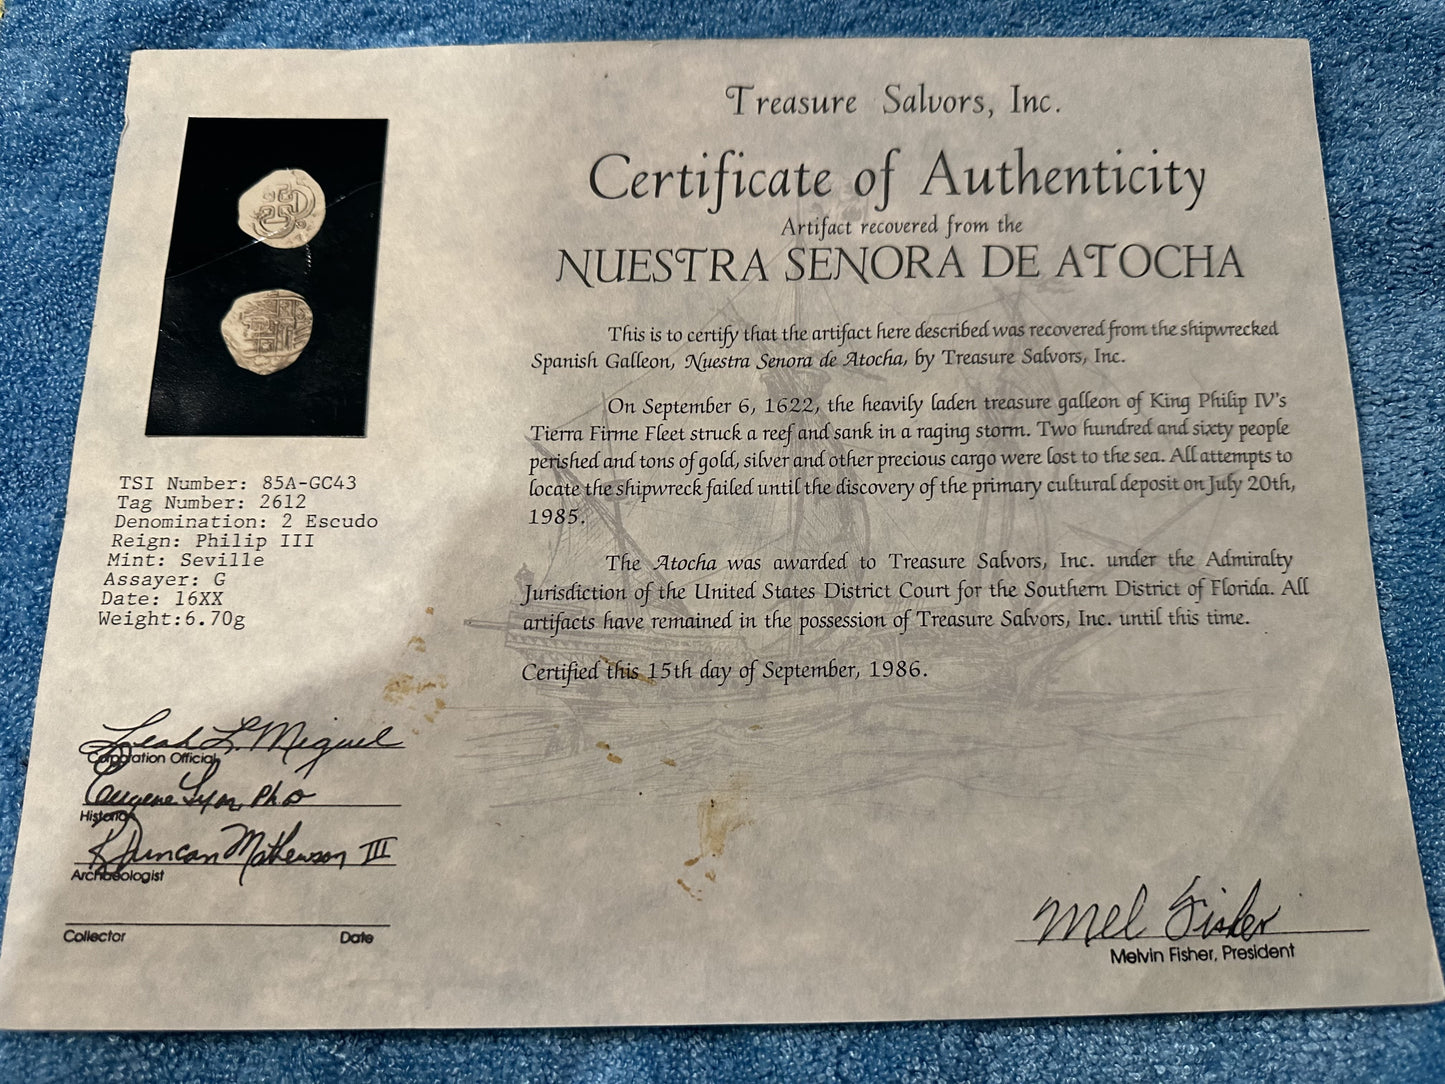 Treasure Salvors, Inc.
Certificate of Authenticity
Artifact recovered from the
NUESTRA SENORA DE ATOCHA
This is to certify that the artifact here described was recovered from the shipwrecked
Spanish Galleon, Nuestra Senora de Atocha, by Treasure Salvors, Inc.
On September 6, 1622, the heavily laden treasure galleon of King Philip IV's
Tierra Firme Fleet struck a reef and sank in a raging storm. Two hundred and sixty people
perished and tons of gold, silver and other precious cargo were lost to the sea. All attempts to
locate the shipwreck failed until the discovery of the primary cultural deposit on July 20th,
1985.
The Atocha was awarded to Treasure Salvors, Inc. under the Admiralty
Jurisdiction of the United States District Court for the Southern District of Florida. All
artifacts have remained in the possession of Treasure Salvors, Inc. until this time.
Certified this 15th day of September, 1986.
TSI Number: 85A-GC43
Tag Number: 2612
Denomination: 2 Escudo
Reign: Philip III
Mint: Seville
Assayer: G
Date: 16XX
Weight:6.70g
Leah L. Miguel
Corporation Official
Eugene Lyon, PhD
Historian
R Duncan Mathewson III
Archaeologist
Collector Date
Mel Fisher
Melvin Fisher, President